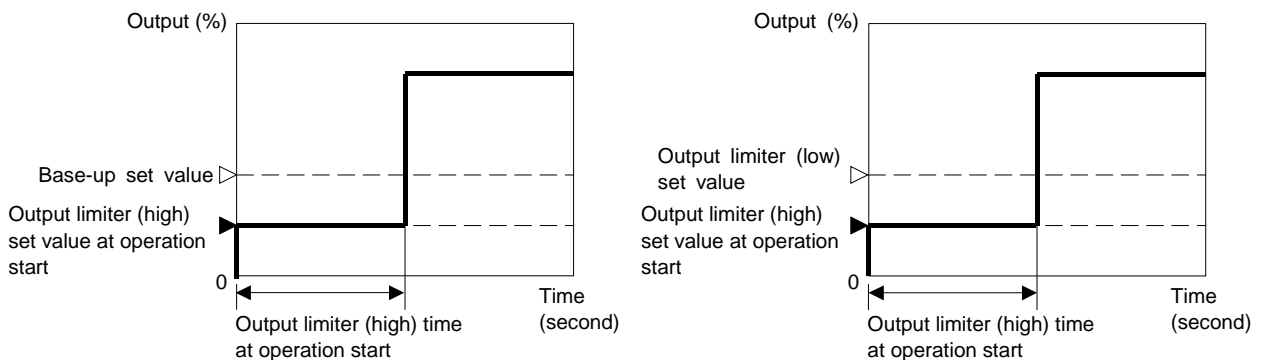 Output (%)
Base-up set value
Output limiter (high)
set value at operation
start
0
Time
(second)
Output limiter (high) time
at operation start
Output (%)
Output limiter (low)
set value
Output limiter (high)
set value at operation
start
0
Time
(second)
Output limiter (high) time
at operation start